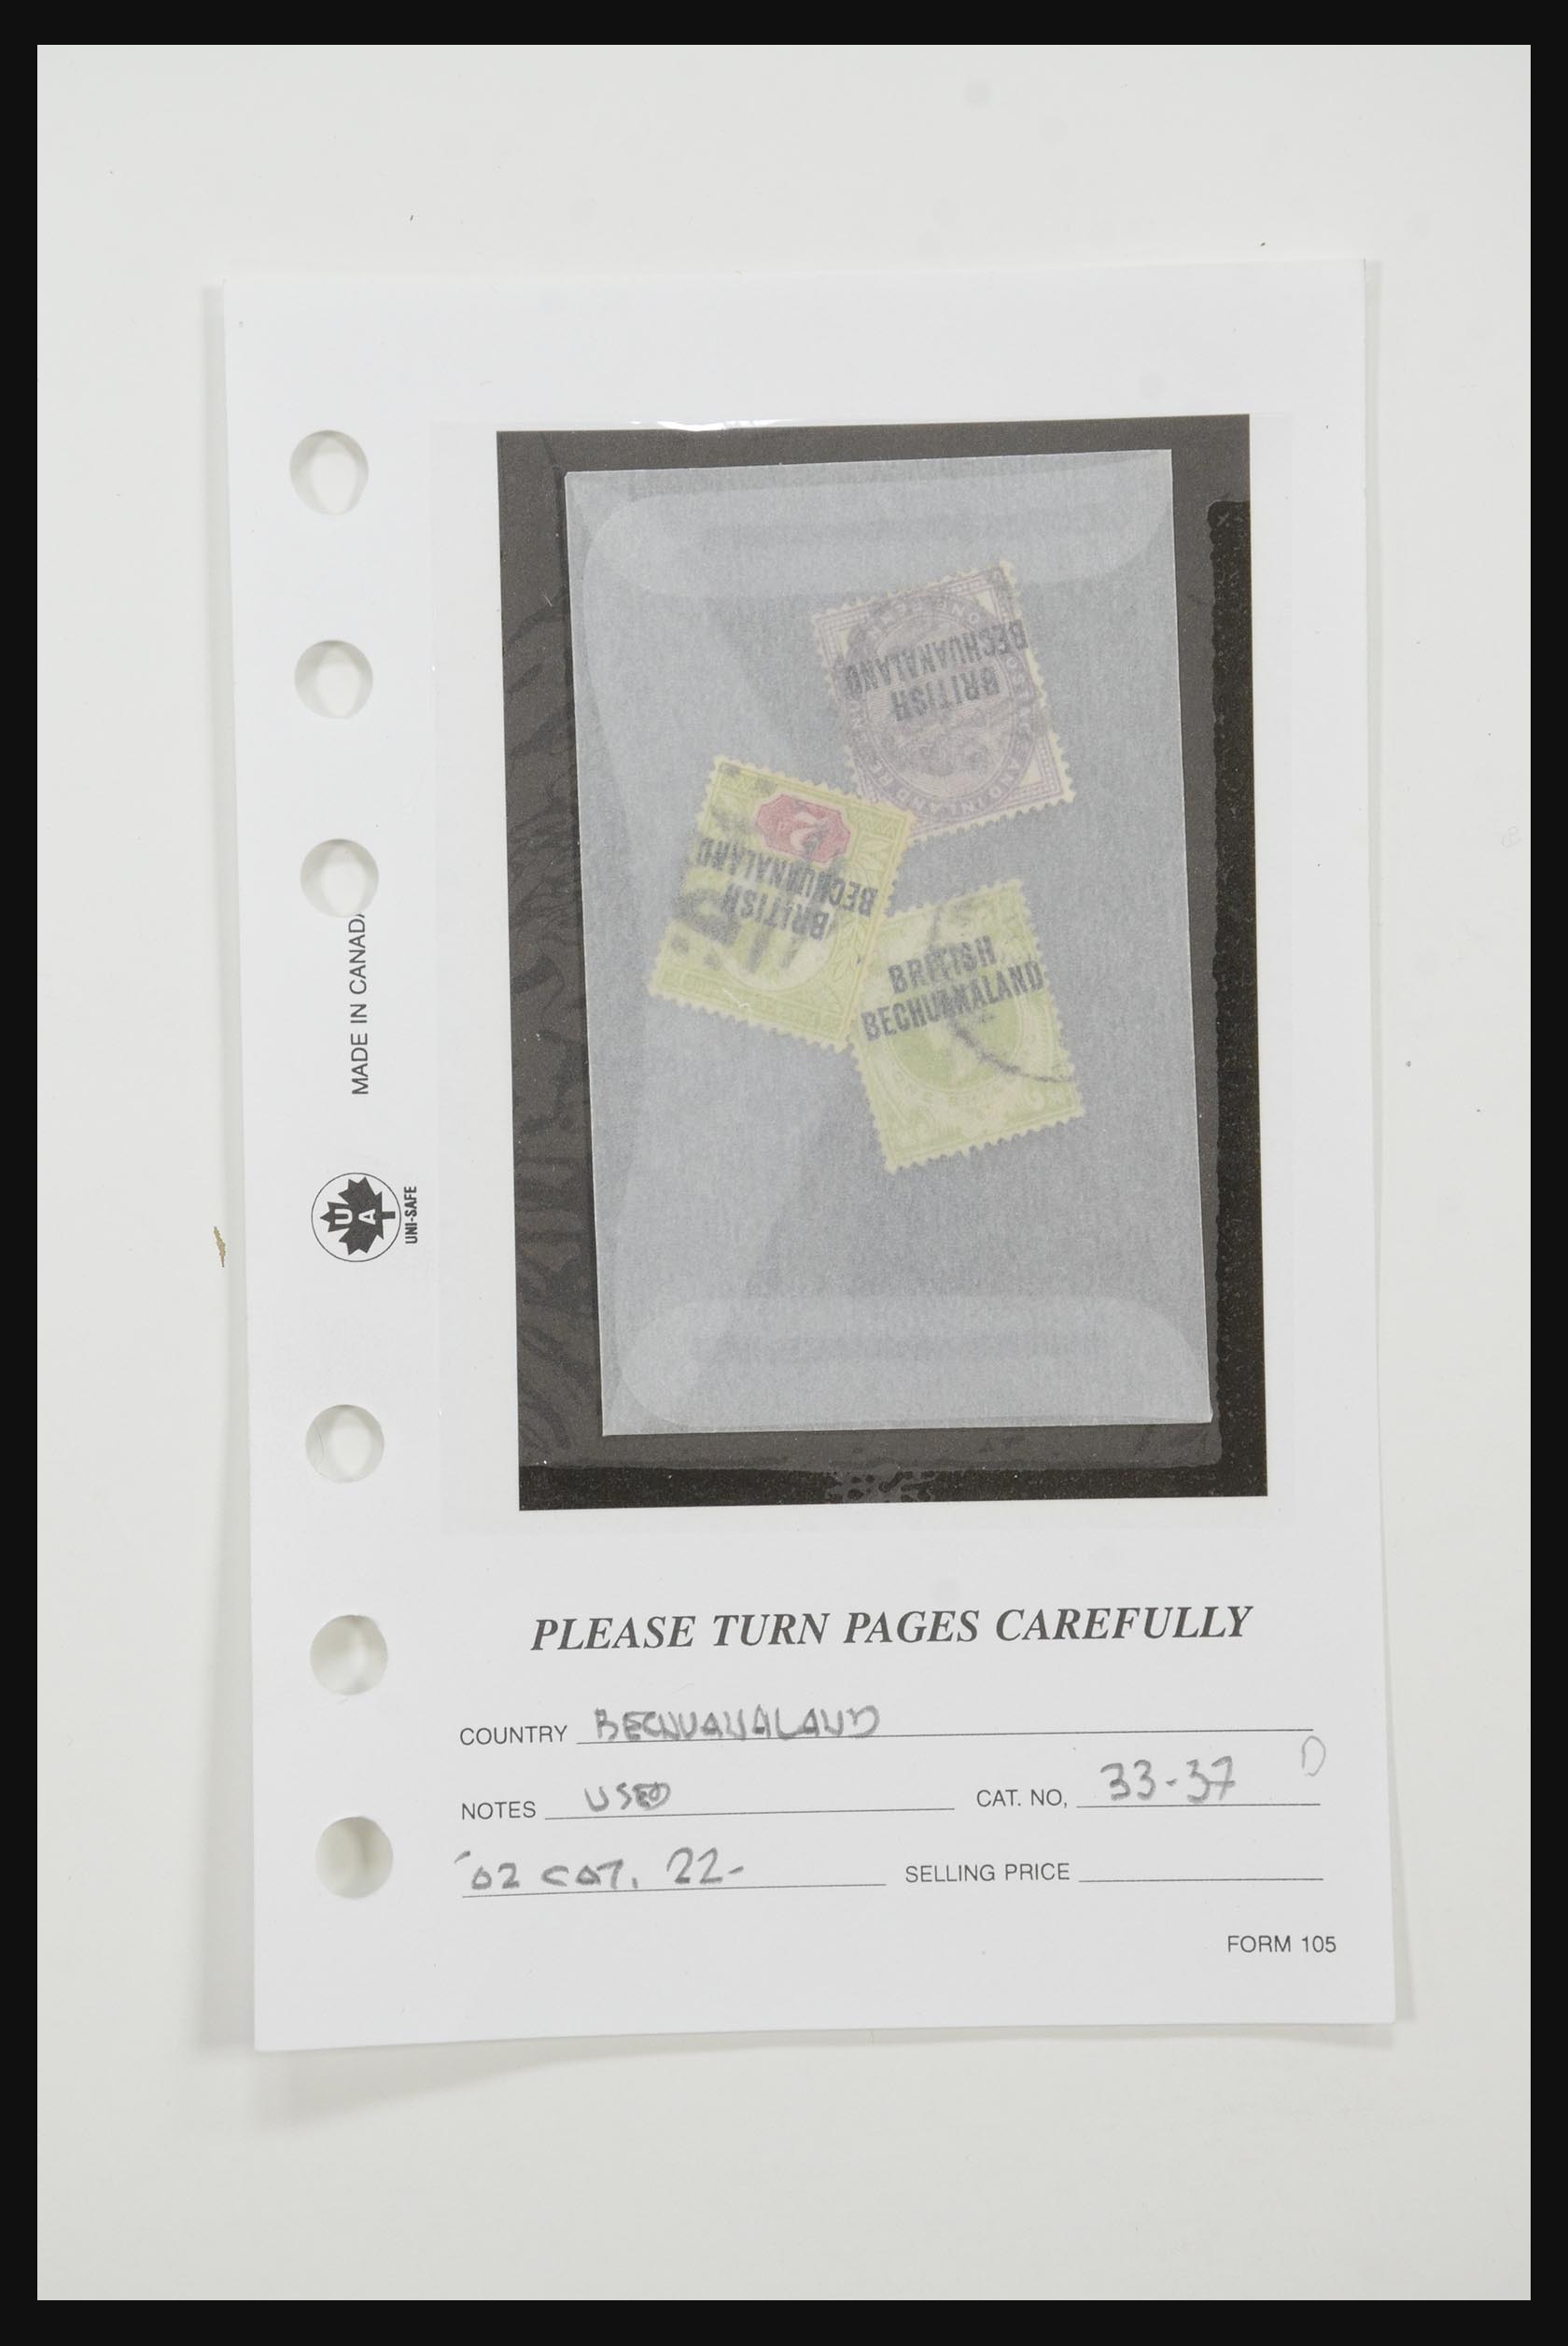 BRITISH
BECHUANALAND
2
BRITISH
BECHUANALAND
BRITISH
BECHUANALAND
MADE IN CANADA
U A
UNI-SAFE
PLEASE TURN PAGES CAREFULLY
COUNTRY BECHUANALAND
NOTES USED CAT. NO, 33-37 D
'02 CAT. 22- SELLING PRICE
FORM 105